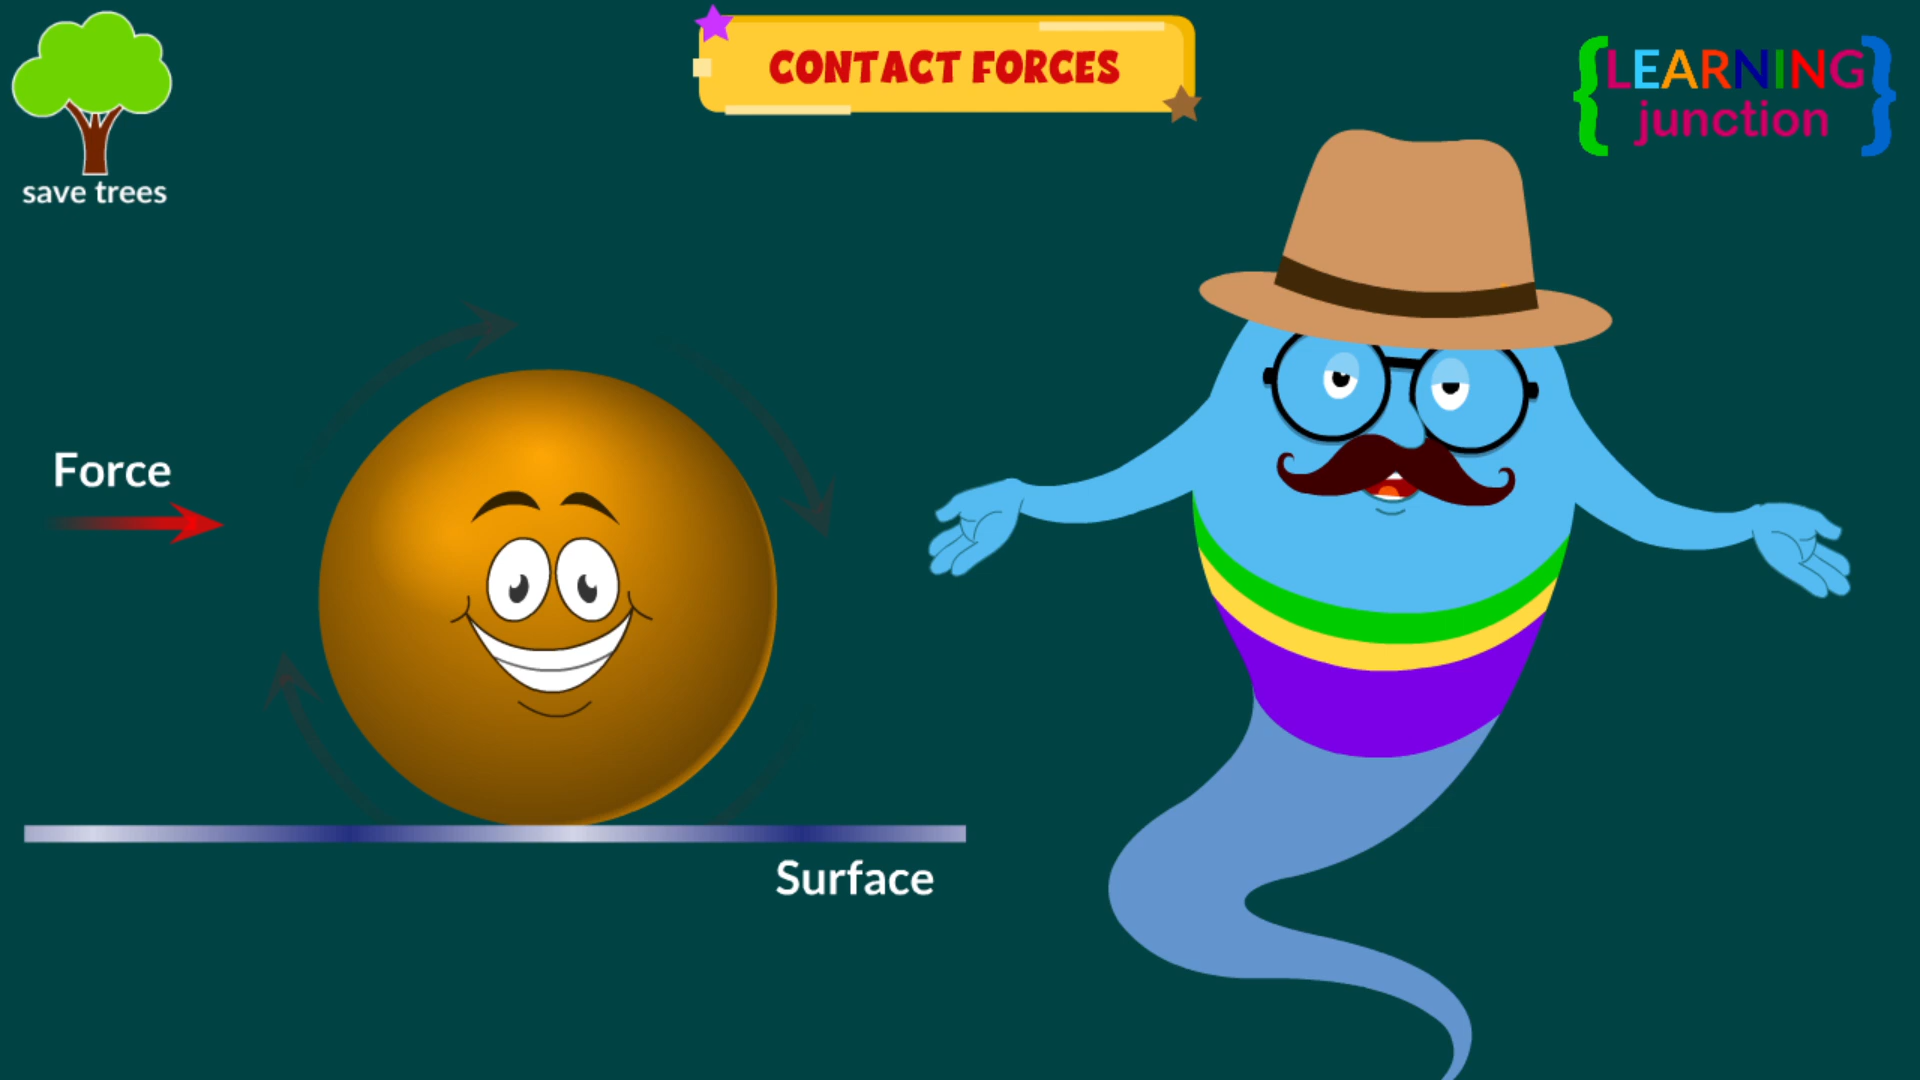 CONTACT FORCES
LEARNING
junction
save trees
Force
Surface